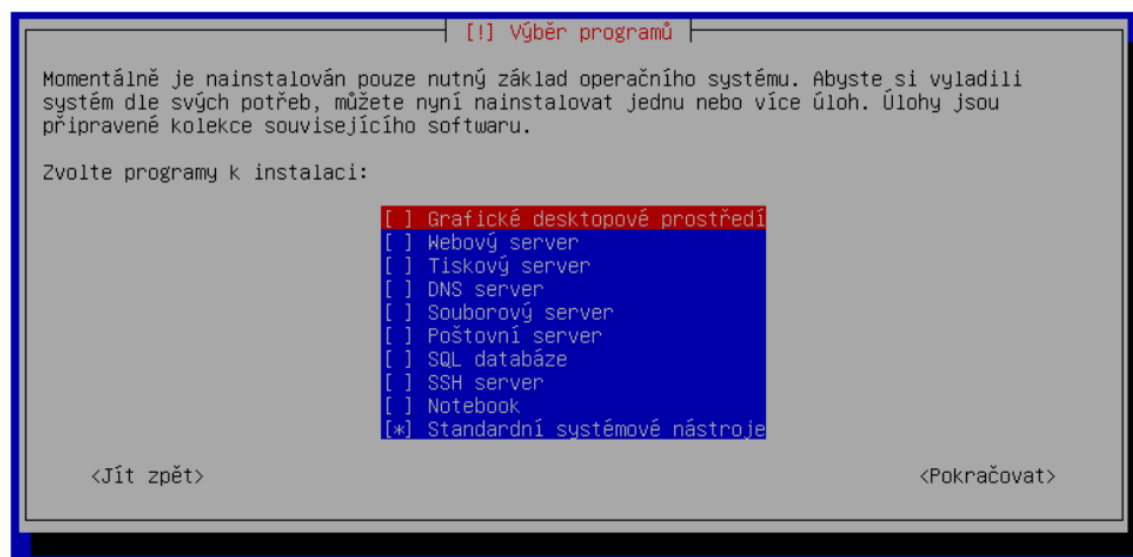 [!] Výběr programů
Momentálně je nainstalován pouze nutný základ operačního systému. Abyste si vyladili
systém dle svých potřeb, můžete nyní nainstalovat jednu nebo více úloh. Úlohy jsou
připravené kolekce souvisejícího softwaru.
Zvolte programy k instalaci:
[ ] Grafické desktopové prostředí
[ ] Webový server
[ ] Tiskový server
[ ] DNS server
[ ] Souborový server
[ ] Poštovní server
[ ] SQL databáze
[ ] SSH server
[ ] Notebook
[*] Standardní systémové nástroje
<Jít zpět> <Pokračovat>